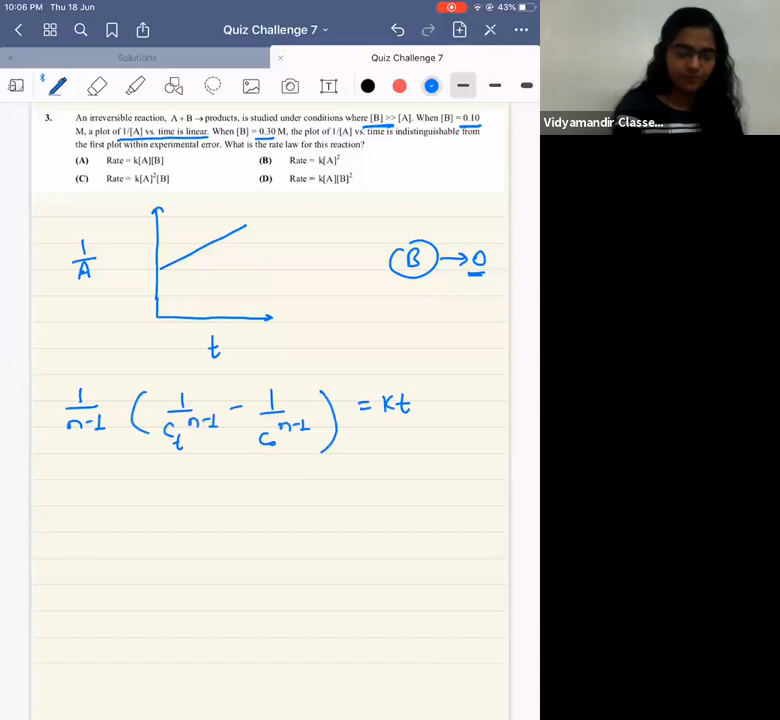 10:06 PM Thu 18 Jun
43%
Quiz Challenge 7
Solutions
Quiz Challenge 7
3. An irreversible reaction, A + B → products, is studied under conditions where [B] >> [A]. When [B] = 0.10
M, a plot of 1/[A] vs. time is linear. When [B] = 0.30 M, the plot of 1/[A] vs. time is indistinguishable from
the first plot within experimental error. What is the rate law for this reaction?
(A) Rate = k[A][B] (B) Rate = k[A]²
(C) Rate = k[A]²[B] (D) Rate = k[A][B]²
Vidyamandir Classe...
1/A
t
B → 0
1/(n-1) ( 1/C_t^(n-1) - 1/C_0^(n-1) ) = Kt